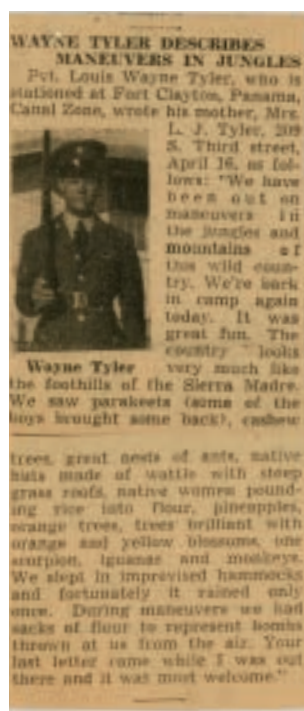 WAYNE TYLER DESCRIBES
MANEUVERS IN JUNGLES
Pvt. Louis Wayne Tyler, who is
stationed at Fort Clayton, Panama,
Canal Zone, wrote his mother, Mrs.
L. J. Tyler, 209
S. Third street,
April 16, as fol-
lows: "We have
been out on
maneuvers in
the jungles and
mountains of
this wild coun-
try. We're back
in camp again
today. It was
great fun. The
country looks
very much like
Wayne Tyler
the foothills of the Sierra Madre.
We saw parakeets (some of the
boys brought some back), cashew
trees, great nests of ants, native
huts made of wattle with steep
grass roofs, native women pound-
ing rice into flour, pineapples,
orange trees, trees brilliant with
orange and yellow blossoms, one
scorpion, iguanas and monkeys.
We slept in improvised hammocks
and fortunately it rained only
once. During maneuvers we had
sacks of flour to represent bombs
thrown at us from the air. Your
last letter came while I was out
there and it was most welcome."